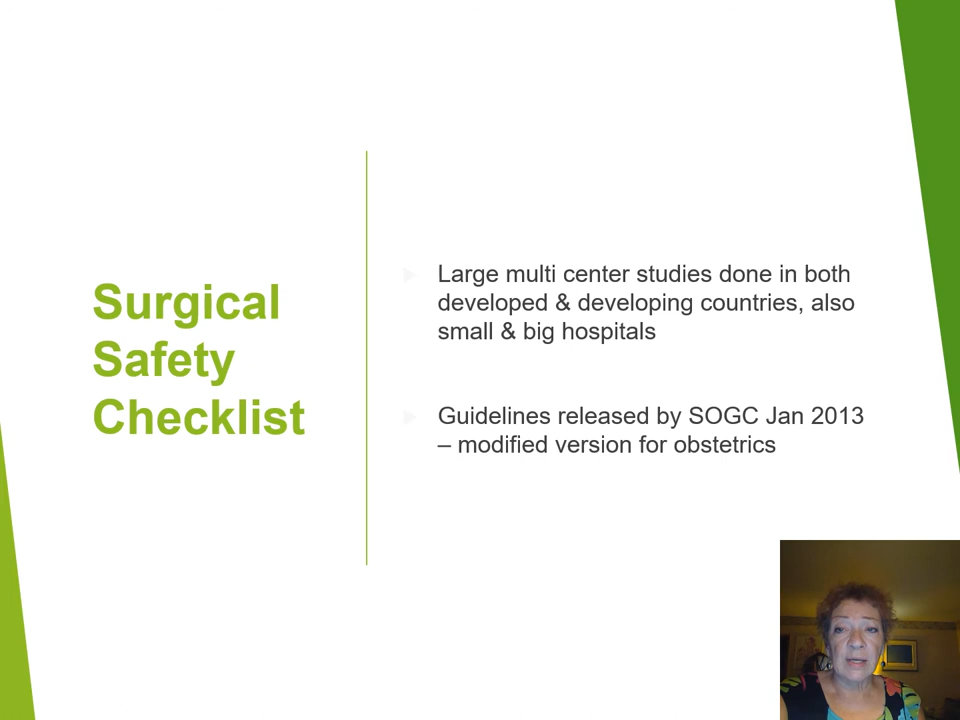 Surgical
Safety
Checklist
Large multi center studies done in both
developed & developing countries, also
small & big hospitals
Guidelines released by SOGC Jan 2013
– modified version for obstetrics